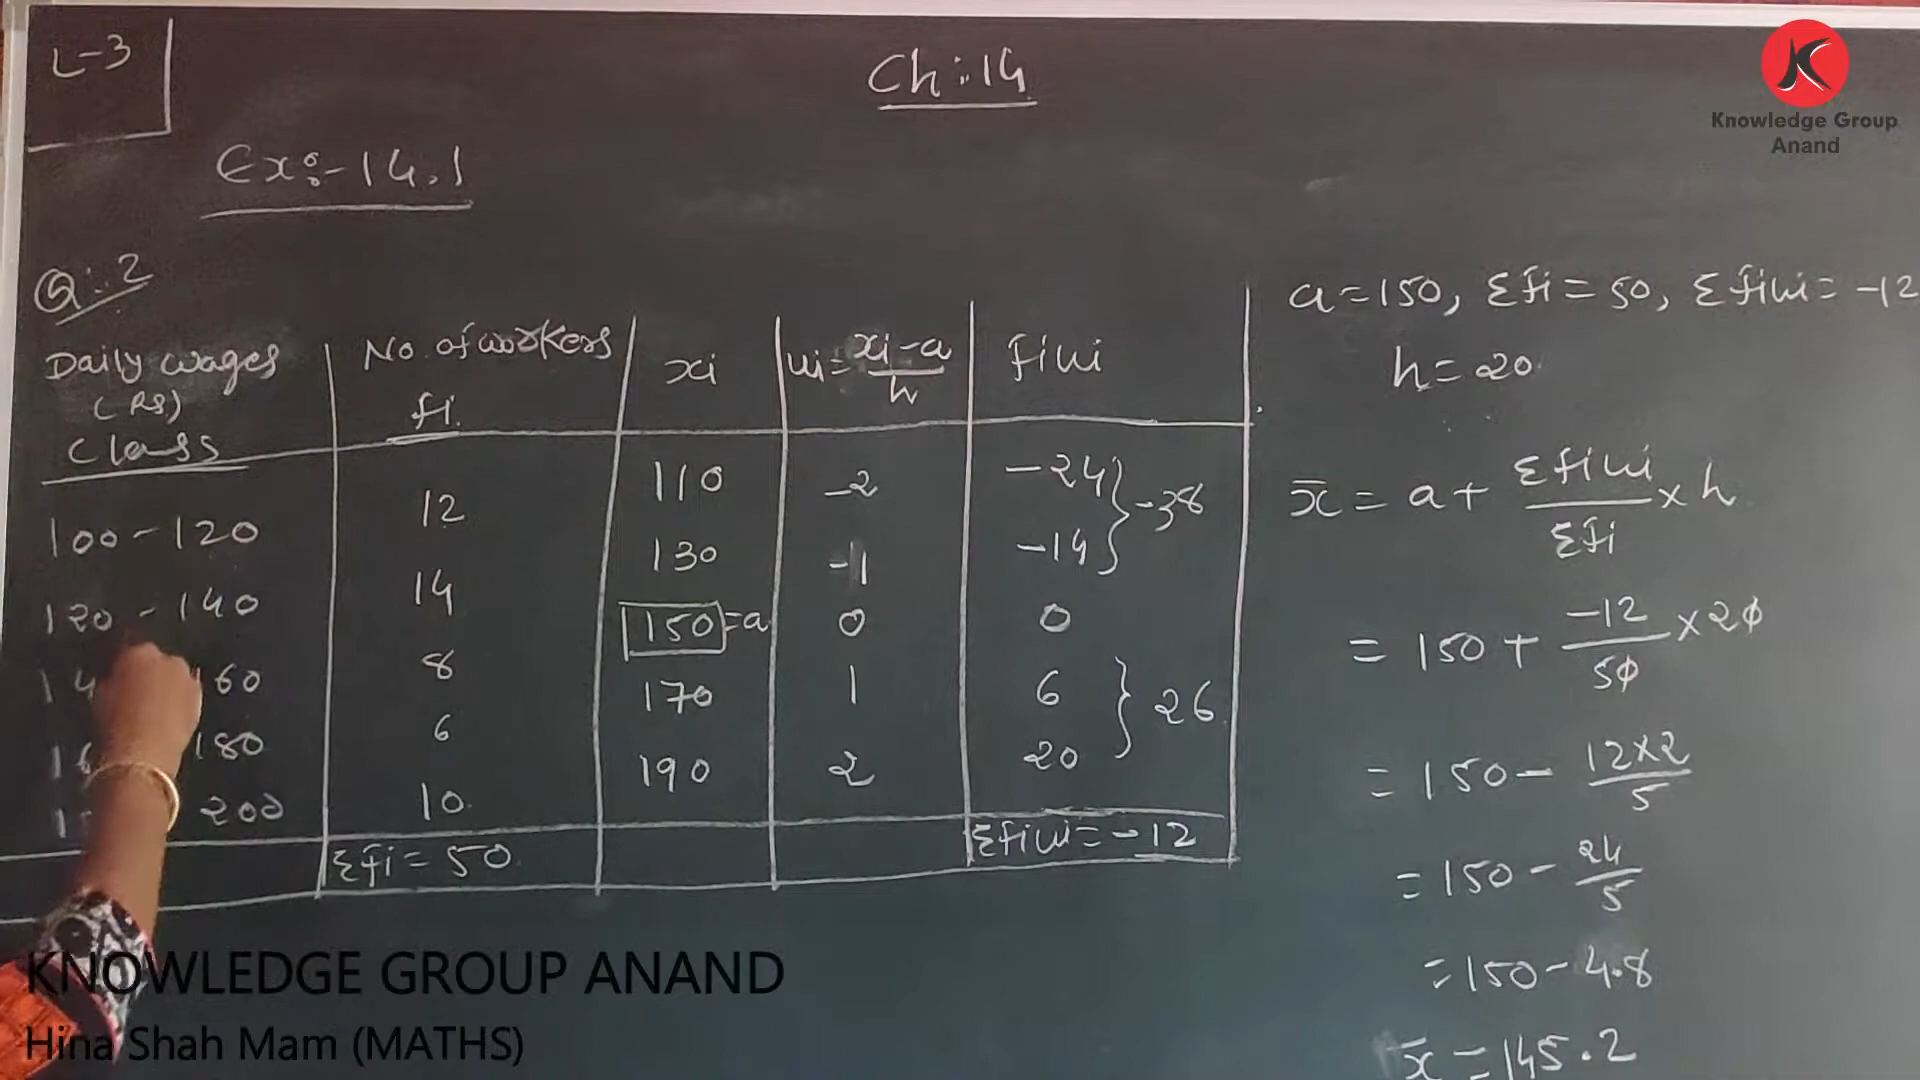 L-3
Ch:-14
Knowledge Group
Anand
Ex:-14.1
Q:-2
Daily wages
(Rs)
Class
No. of workers
fi
xi
ui = xi-a / h
fiui
100-120 12 110 -2 -24
120-140 14 130 -1 -14
} -38
160 8 150 = a 0 0
180 6 170 1 6
200 10 190 2 20
} 26
Σfi = 50
Σfiui = -12
a=150, Σfi = 50, Σfiui = -12
h=20
x̄ = a + Σfiui / Σfi × h
= 150 + -12 / 50 × 20
= 150 - 12×2 / 5
= 150 - 24 / 5
= 150 - 4.8
x̄ = 145.2
KNOWLEDGE GROUP ANAND
Hina Shah Mam (MATHS)